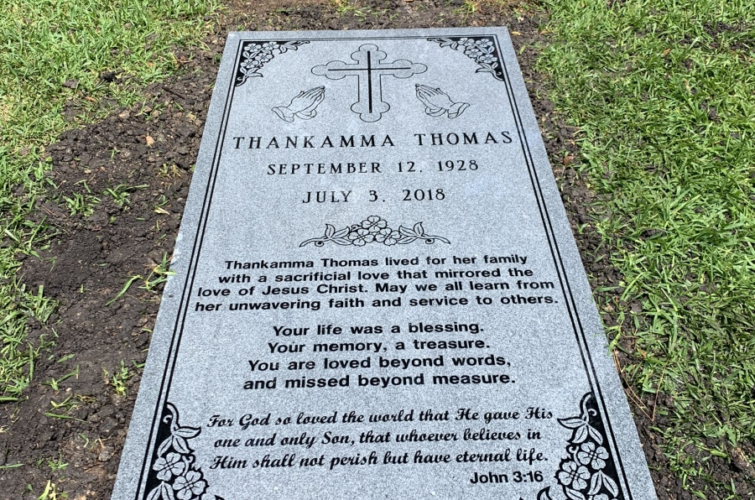 THANKAMMA THOMAS
SEPTEMBER 12, 1928
JULY 3, 2018
Thankamma Thomas lived for her family
with a sacrificial love that mirrored the
love of Jesus Christ. May we all learn from
her unwavering faith and service to others.
Your life was a blessing.
Your memory, a treasure.
You are loved beyond words,
and missed beyond measure.
For God so loved the world that He gave His
one and only Son, that whoever believes in
Him shall not perish but have eternal life.
John 3:16